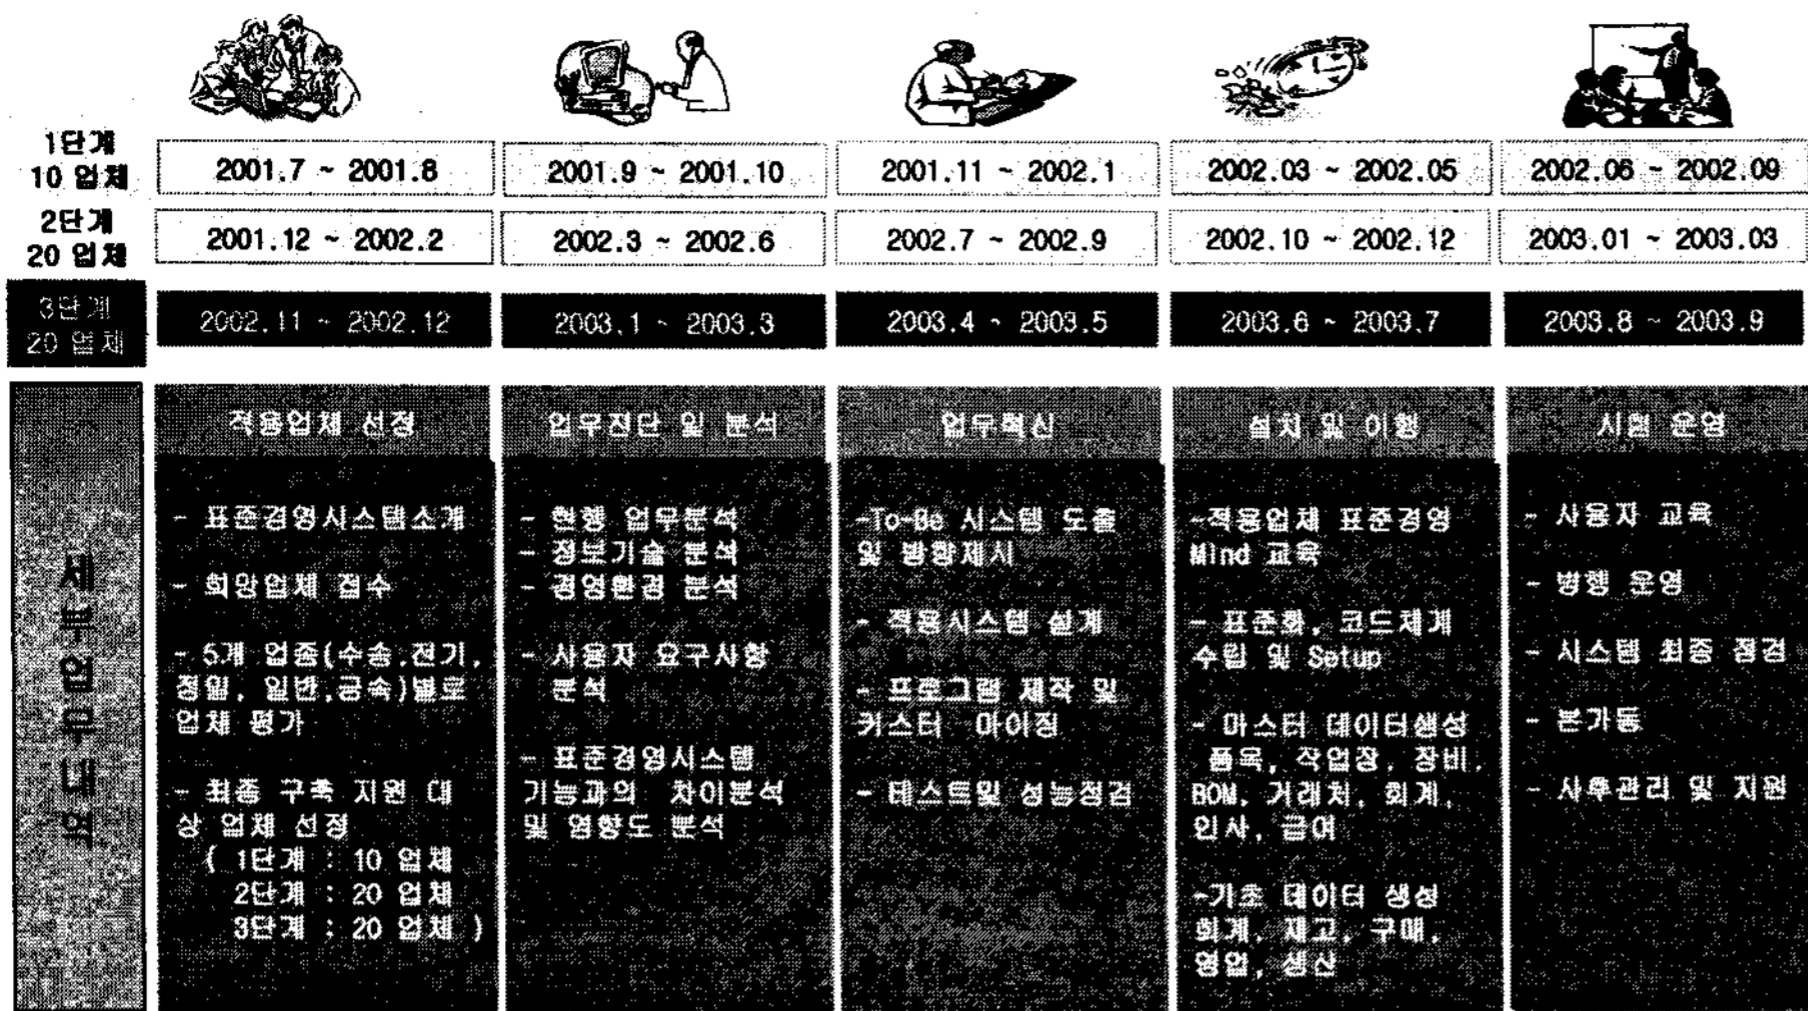 1단계
10 업체
2001.7 ~ 2001.8
2001.9 ~ 2001.10
2001.11 ~ 2002.1
2002.03 ~ 2002.05
2002.06 ~ 2002.09
2단계
20 업체
2001.12 ~ 2002.2
2002.3 ~ 2002.6
2002.7 ~ 2002.9
2002.10 ~ 2002.12
2003.01 ~ 2003.03
3단계
20 업체
2002.11 ~ 2002.12
2003.1 ~ 2003.3
2003.4 ~ 2003.5
2003.6 ~ 2003.7
2003.8 ~ 2003.9
세부업무내역
적용업체 선정
- 표준경영시스템소개
- 희망업체 접수
- 5개 업종(수송,전기,
정밀, 일반,금속)별로
업체 평가
- 최종 구축 지원 대
상 업체 선정
( 1단계 : 10 업체
2단계 : 20 업체
3단계 : 20 업체 )
업무진단 및 분석
- 현행 업무분석
- 정보기술 분석
- 경영환경 분석
- 사용자 요구사항
분석
- 표준경영시스템
기능과의 차이분석
및 영향도 분석
업무혁신
-To-Be 시스템 도출
및 방향제시
- 적용시스템 설계
- 프로그램 제작 및
커스터 마이징
- 테스트및 성능점검
설치 및 이행
-적용업체 표준경영
Mind 교육
- 표준화, 코드체계
수립 및 Setup
- 마스터 데이터생성
품목, 작업장, 장비,
BOM, 거래처, 회계,
인사, 급여
-기초 데이터 생성
회계, 재고, 구매,
영업, 생산
시험 운영
- 사용자 교육
- 병행 운영
- 시스템 최종 점검
- 본가동
- 사후관리 및 지원